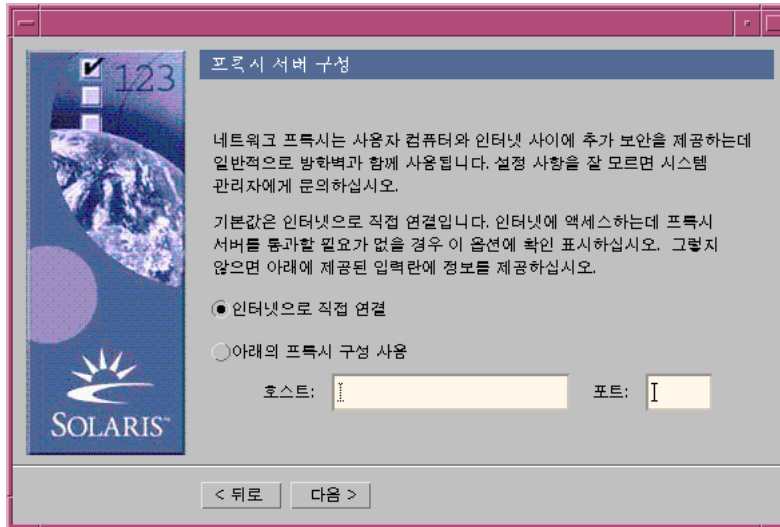 프록시 서버 구성
123
네트워크 프록시는 사용자 컴퓨터와 인터넷 사이에 추가 보안을 제공하는데
일반적으로 방화벽과 함께 사용됩니다. 설정 사항을 잘 모르면 시스템
관리자에게 문의하십시오.
기본값은 인터넷으로 직접 연결입니다. 인터넷에 액세스하는데 프록시
서버를 통과할 필요가 없을 경우 이 옵션에 확인 표시하십시오. 그렇지
않으면 아래에 제공된 입력란에 정보를 제공하십시오.
인터넷으로 직접 연결
아래의 프록시 구성 사용
호스트: 포트:
SOLARIS™
< 뒤로 다음 >